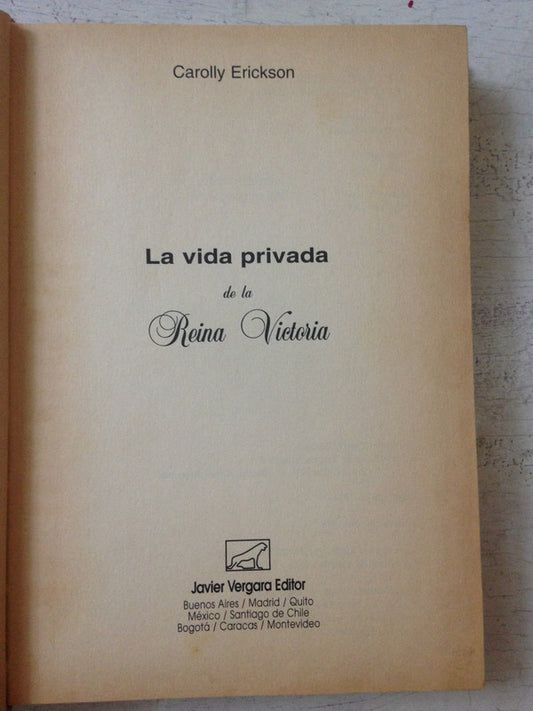 Carolly Erickson
La vida privada
de la
Reina Victoria
Javier Vergara Editor
Buenos Aires / Madrid / Quito
México / Santiago de Chile
Bogotá / Caracas / Montevideo